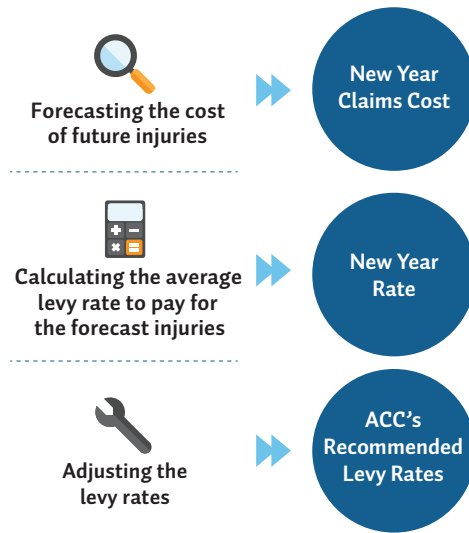 Forecasting the cost
of future injuries
New Year
Claims Cost
Calculating the average
levy rate to pay for
the forecast injuries
New Year
Rate
Adjusting the
levy rates
ACC’s
Recommended
Levy Rates